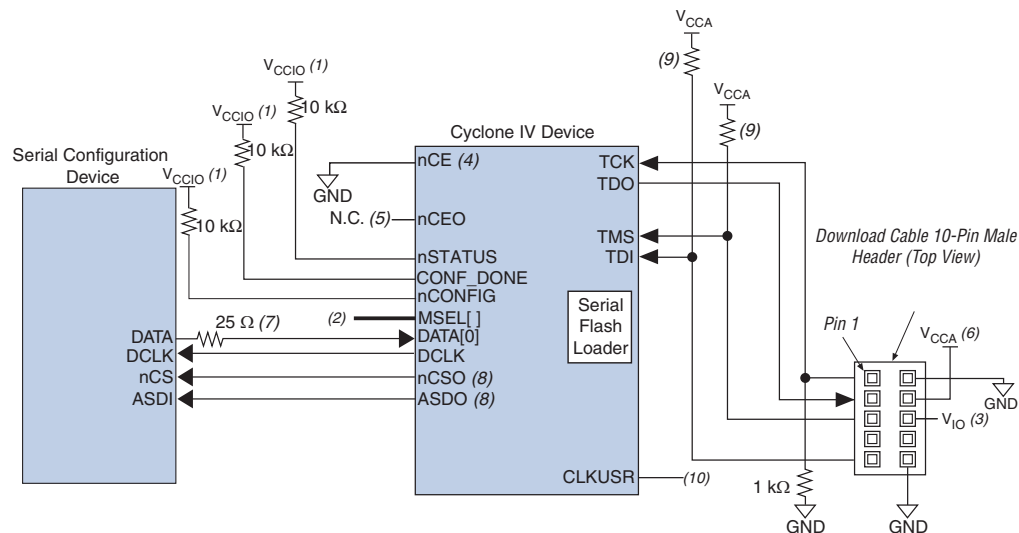 V_CCA
(9)
V_CCIO (1)
10 kΩ
V_CCA
(9)
V_CCIO (1)
10 kΩ
Cyclone IV Device
Serial Configuration
Device
V_CCIO (1)
10 kΩ
nCE (4)
GND
N.C. (5)
nCEO
nSTATUS
CONF_DONE
nCONFIG
(2)
MSEL[ ]
25 Ω (7)
DATA
DATA[0]
DCLK
DCLK
nCS
nCSO (8)
ASDI
ASDO (8)
TCK
TDO
TMS
TDI
Serial
Flash
Loader
CLKUSR
(10)
Download Cable 10-Pin Male
Header (Top View)
Pin 1
V_CCA (6)
GND
V_IO (3)
1 kΩ
GND
GND